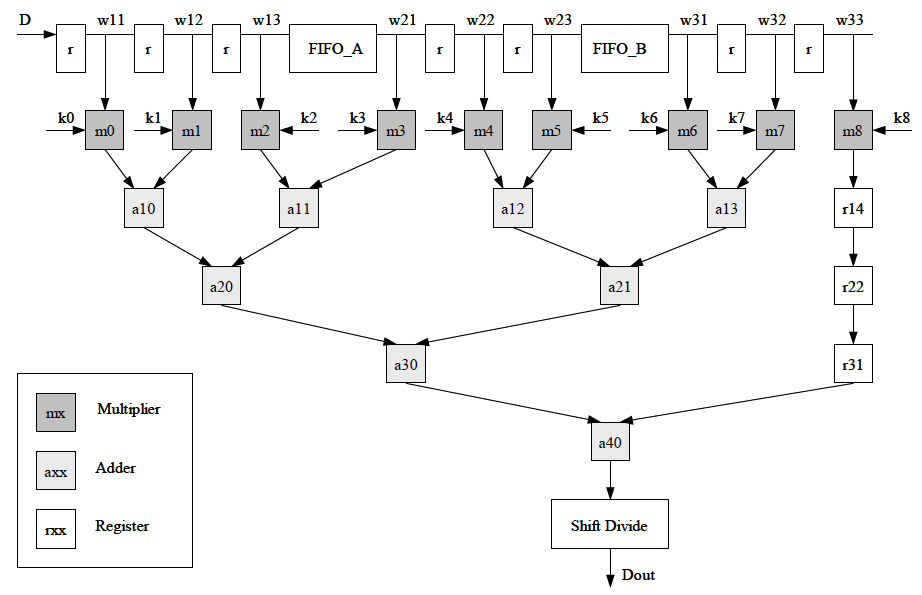 D w11 w12 w13 w21 w22 w23 w31 w32 w33
r r r FIFO_A r r FIFO_B r r
k0 k1 k2 k3 k4 k5 k6 k7 k8
m0 m1 m2 m3 m4 m5 m6 m7 m8
a10 a11 a12 a13 r14
a20 a21 r22
a30 r31
mx Multiplier
a40
axx Adder
rxx Register
Shift Divide
Dout